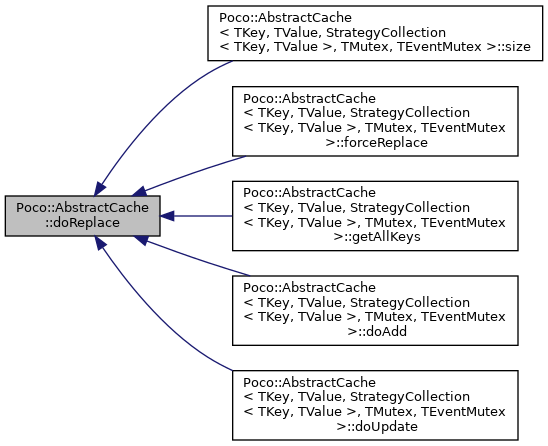 Poco::AbstractCache
< TKey, TValue, StrategyCollection
< TKey, TValue >, TMutex, TEventMutex >::size
Poco::AbstractCache
< TKey, TValue, StrategyCollection
< TKey, TValue >, TMutex, TEventMutex
>::forceReplace
Poco::AbstractCache
< TKey, TValue, StrategyCollection
< TKey, TValue >, TMutex, TEventMutex
>::getAllKeys
Poco::AbstractCache
::doReplace
Poco::AbstractCache
< TKey, TValue, StrategyCollection
< TKey, TValue >, TMutex, TEventMutex
>::doAdd
Poco::AbstractCache
< TKey, TValue, StrategyCollection
< TKey, TValue >, TMutex, TEventMutex
>::doUpdate